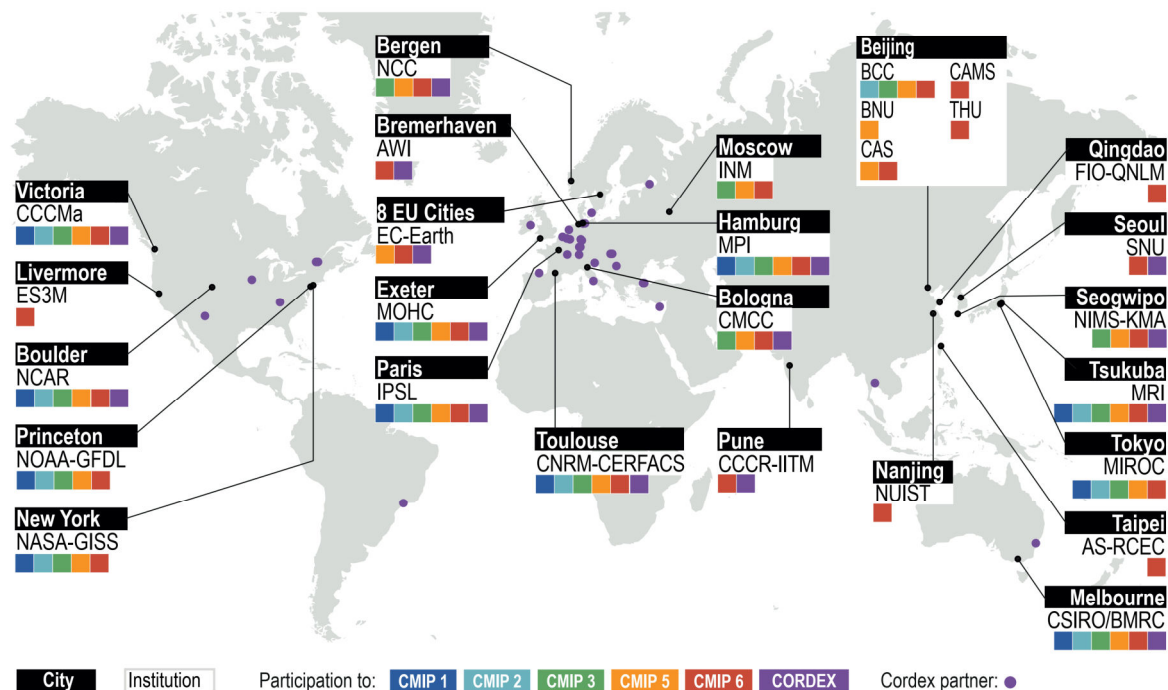 Bergen
NCC
Bremerhaven
AWI
8 EU Cities
EC-Earth
Exeter
MOHC
Paris
IPSL
Victoria
CCCMa
Livermore
ES3M
Boulder
NCAR
Princeton
NOAA-GFDL
New York
NASA-GISS
Toulouse
CNRM-CERFACS
Moscow
INM
Hamburg
MPI
Bologna
CMCC
Pune
CCCR-IITM
Beijing
BCC CAMS
BNU THU
CAS
Nanjing
NUIST
Qingdao
FIO-QNLM
Seoul
SNU
Seogwipo
NIMS-KMA
Tsukuba
MRI
Tokyo
MIROC
Taipei
AS-RCEC
Melbourne
CSIRO/BMRC
City Institution Participation to: CMIP 1 CMIP 2 CMIP 3 CMIP 5 CMIP 6 CORDEX Cordex partner: